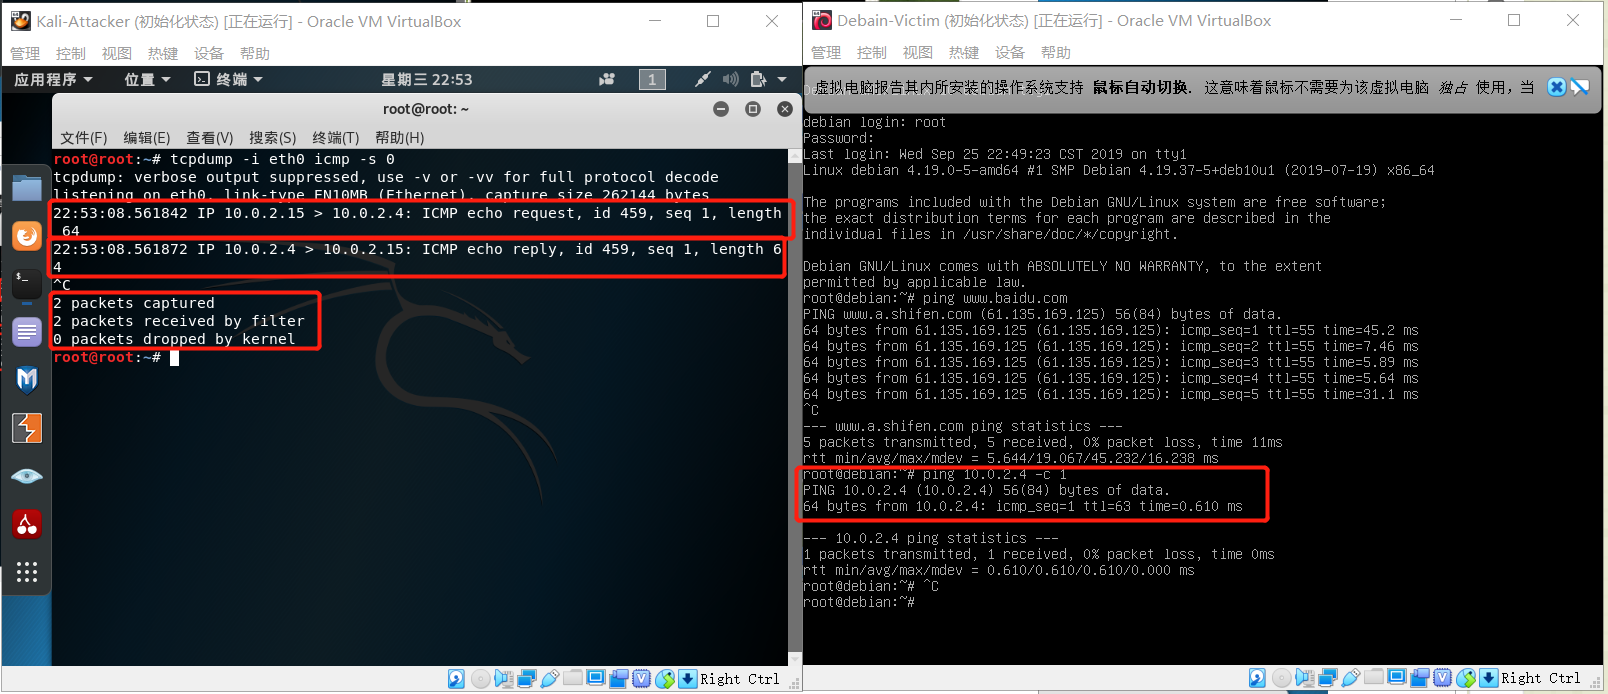 Kali-Attacker (初始化状态) [正在运行] - Oracle VM VirtualBox
管理 控制 视图 热键 设备 帮助
应用程序 位置 终端 星期三 22:53 1
root@root: ~
文件(F) 编辑(E) 查看(V) 搜索(S) 终端(T) 帮助(H)
root@root:~# tcpdump -i eth0 icmp -s 0
tcpdump: verbose output suppressed, use -v or -vv for full protocol decode
listening on eth0, link-type EN10MB (Ethernet), capture size 262144 bytes
22:53:08.561842 IP 10.0.2.15 > 10.0.2.4: ICMP echo request, id 459, seq 1, length
64
22:53:08.561872 IP 10.0.2.4 > 10.0.2.15: ICMP echo reply, id 459, seq 1, length 6
4
^C
2 packets captured
2 packets received by filter
0 packets dropped by kernel
root@root:~#
Right Ctrl
Debain-Victim (初始化状态) [正在运行] - Oracle VM VirtualBox
管理 控制 视图 热键 设备 帮助
虚拟电脑报告其内所安装的操作系统支持 鼠标自动切换. 这意味着鼠标不需要为该虚拟电脑 独占 使用, 当
debian login: root
Password:
Last login: Wed Sep 25 22:49:23 CST 2019 on tty1
Linux debian 4.19.0-5-amd64 #1 SMP Debian 4.19.37-5+deb10u1 (2019-07-19) x86_64
The programs included with the Debian GNU/Linux system are free software;
the exact distribution terms for each program are described in the
individual files in /usr/share/doc/*/copyright.
Debian GNU/Linux comes with ABSOLUTELY NO WARRANTY, to the extent
permitted by applicable law.
root@debian:~# ping www.baidu.com
PING www.a.shifen.com (61.135.169.125) 56(84) bytes of data.
64 bytes from 61.135.169.125 (61.135.169.125): icmp_seq=1 ttl=55 time=45.2 ms
64 bytes from 61.135.169.125 (61.135.169.125): icmp_seq=2 ttl=55 time=7.46 ms
64 bytes from 61.135.169.125 (61.135.169.125): icmp_seq=3 ttl=55 time=5.89 ms
64 bytes from 61.135.169.125 (61.135.169.125): icmp_seq=4 ttl=55 time=5.64 ms
64 bytes from 61.135.169.125 (61.135.169.125): icmp_seq=5 ttl=55 time=31.1 ms
^C
--- www.a.shifen.com ping statistics ---
5 packets transmitted, 5 received, 0% packet loss, time 11ms
rtt min/avg/max/mdev = 5.644/19.067/45.232/16.238 ms
root@debian:~# ping 10.0.2.4 -c 1
PING 10.0.2.4 (10.0.2.4) 56(84) bytes of data.
64 bytes from 10.0.2.4: icmp_seq=1 ttl=63 time=0.610 ms
--- 10.0.2.4 ping statistics ---
1 packets transmitted, 1 received, 0% packet loss, time 0ms
rtt min/avg/max/mdev = 0.610/0.610/0.610/0.000 ms
root@debian:~# ^C
root@debian:~#
Right Ctrl